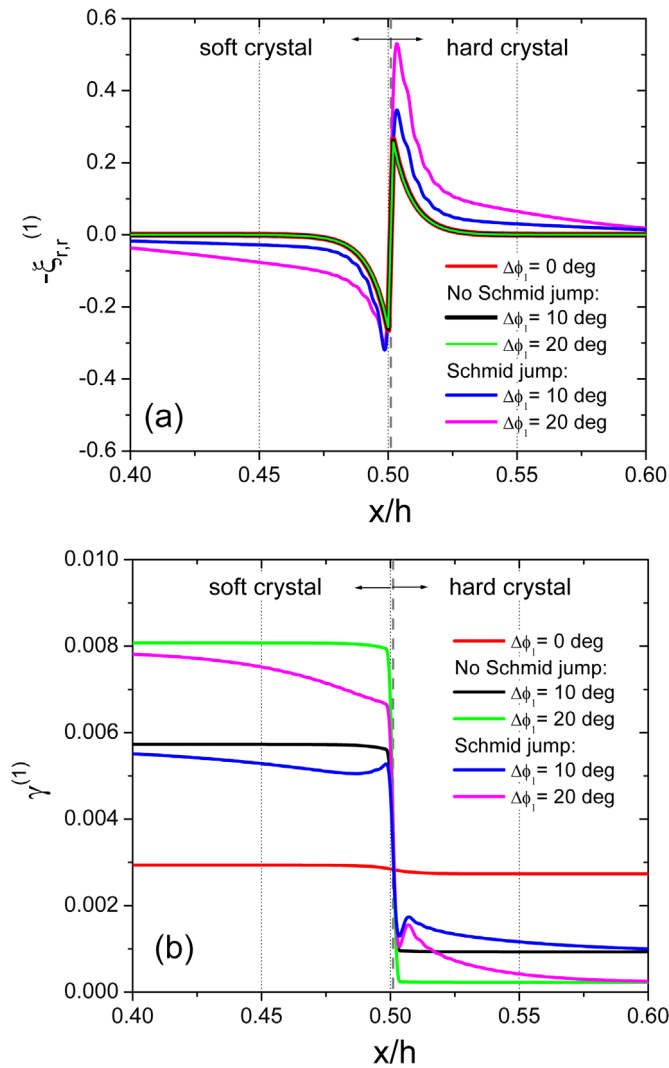 soft crystal
hard crystal
0.6
0.4
0.2
0.0
-0.2
-0.4
-0.6
-ξr,r(1)
Δϕ1= 0 deg
No Schmid jump:
Δϕ1= 10 deg
Δϕ1= 20 deg
Schmid jump:
Δϕ1= 10 deg
Δϕ1= 20 deg
(a)
0.40 0.45 0.50 0.55 0.60
x/h
soft crystal
hard crystal
0.010
0.008
0.006
0.004
0.002
0.000
γ(1)
Δϕ1= 0 deg
No Schmid jump:
Δϕ1= 10 deg
Δϕ1= 20 deg
Schmid jump:
Δϕ1= 10 deg
Δϕ1= 20 deg
(b)
0.40 0.45 0.50 0.55 0.60
x/h